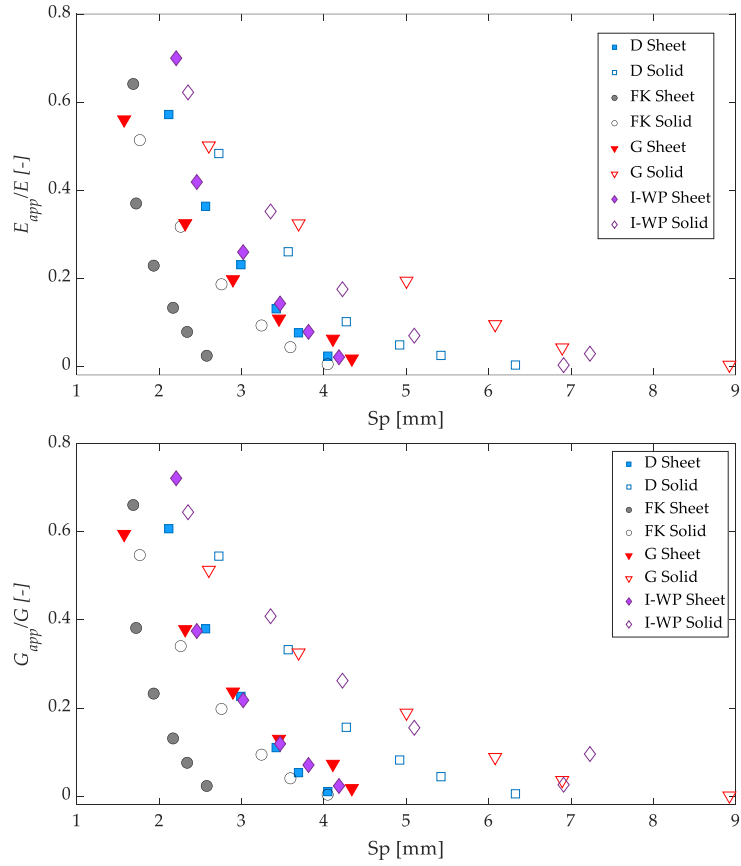 0.8
0.6
0.4
0.2
0
E_app/E [-]
D Sheet
D Solid
FK Sheet
FK Solid
G Sheet
G Solid
I-WP Sheet
I-WP Solid
1 2 3 4 5 6 7 8 9
Sp [mm]
0.8
0.6
0.4
0.2
0
G_app/G [-]
D Sheet
D Solid
FK Sheet
FK Solid
G Sheet
G Solid
I-WP Sheet
I-WP Solid
1 2 3 4 5 6 7 8 9
Sp [mm]